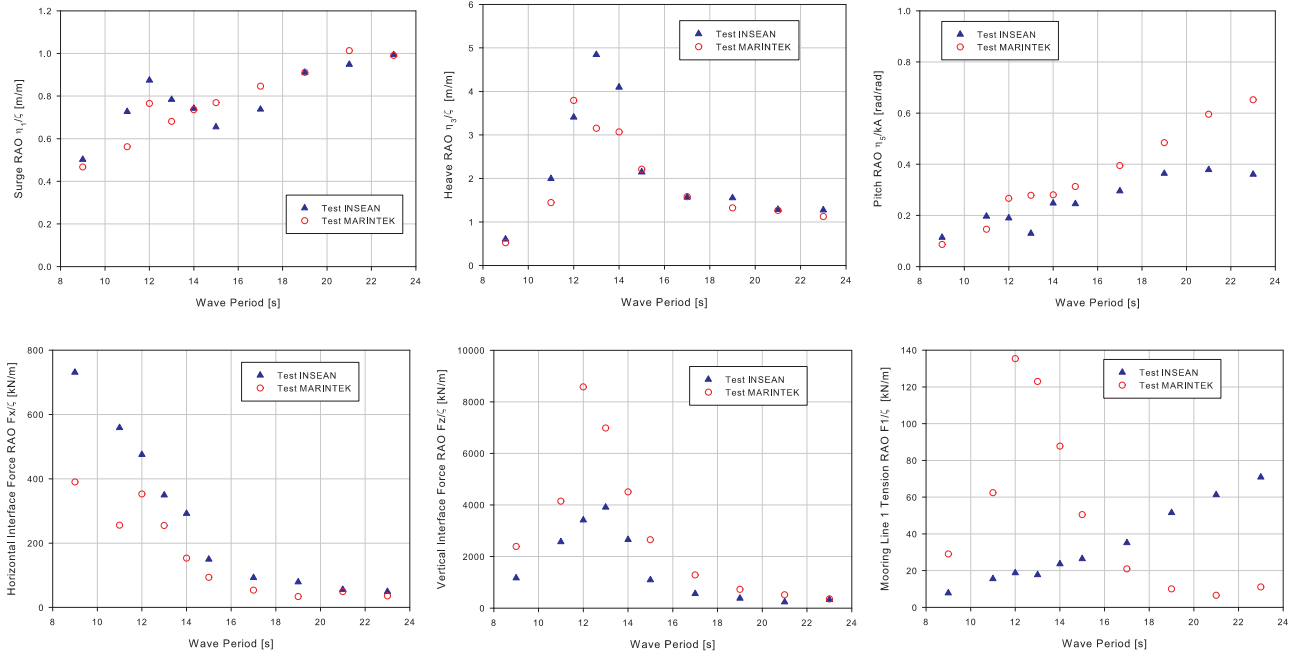 Surge RAO η1/ζ [m/m]
1.2
1.0
0.8
0.6
0.4
0.2
0.0
Test INSEAN
Test MARINTEK
8 10 12 14 16 18 20 22 24
Wave Period [s]
Heave RAO η3/ζ [m/m]
6
5
4
3
2
1
0
Test INSEAN
Test MARINTEK
8 10 12 14 16 18 20 22 24
Wave Period [s]
Pitch RAO η5/kA [rad/rad]
1.0
0.8
0.6
0.4
0.2
0.0
Test INSEAN
Test MARINTEK
8 10 12 14 16 18 20 22 24
Wave Period [s]
Horizontal Interface Force RAO Fx/ζ [kN/m]
800
600
400
200
0
Test INSEAN
Test MARINTEK
8 10 12 14 16 18 20 22 24
Wave Period [s]
Vertical Interface Force RAO Fz/ζ [kN/m]
10000
8000
6000
4000
2000
0
Test INSEAN
Test MARINTEK
8 10 12 14 16 18 20 22 24
Wave Period [s]
Mooring Line 1 Tension RAO F1/ζ [kN/m]
140
120
100
80
60
40
20
0
Test INSEAN
Test MARINTEK
8 10 12 14 16 18 20 22 24
Wave Period [s]